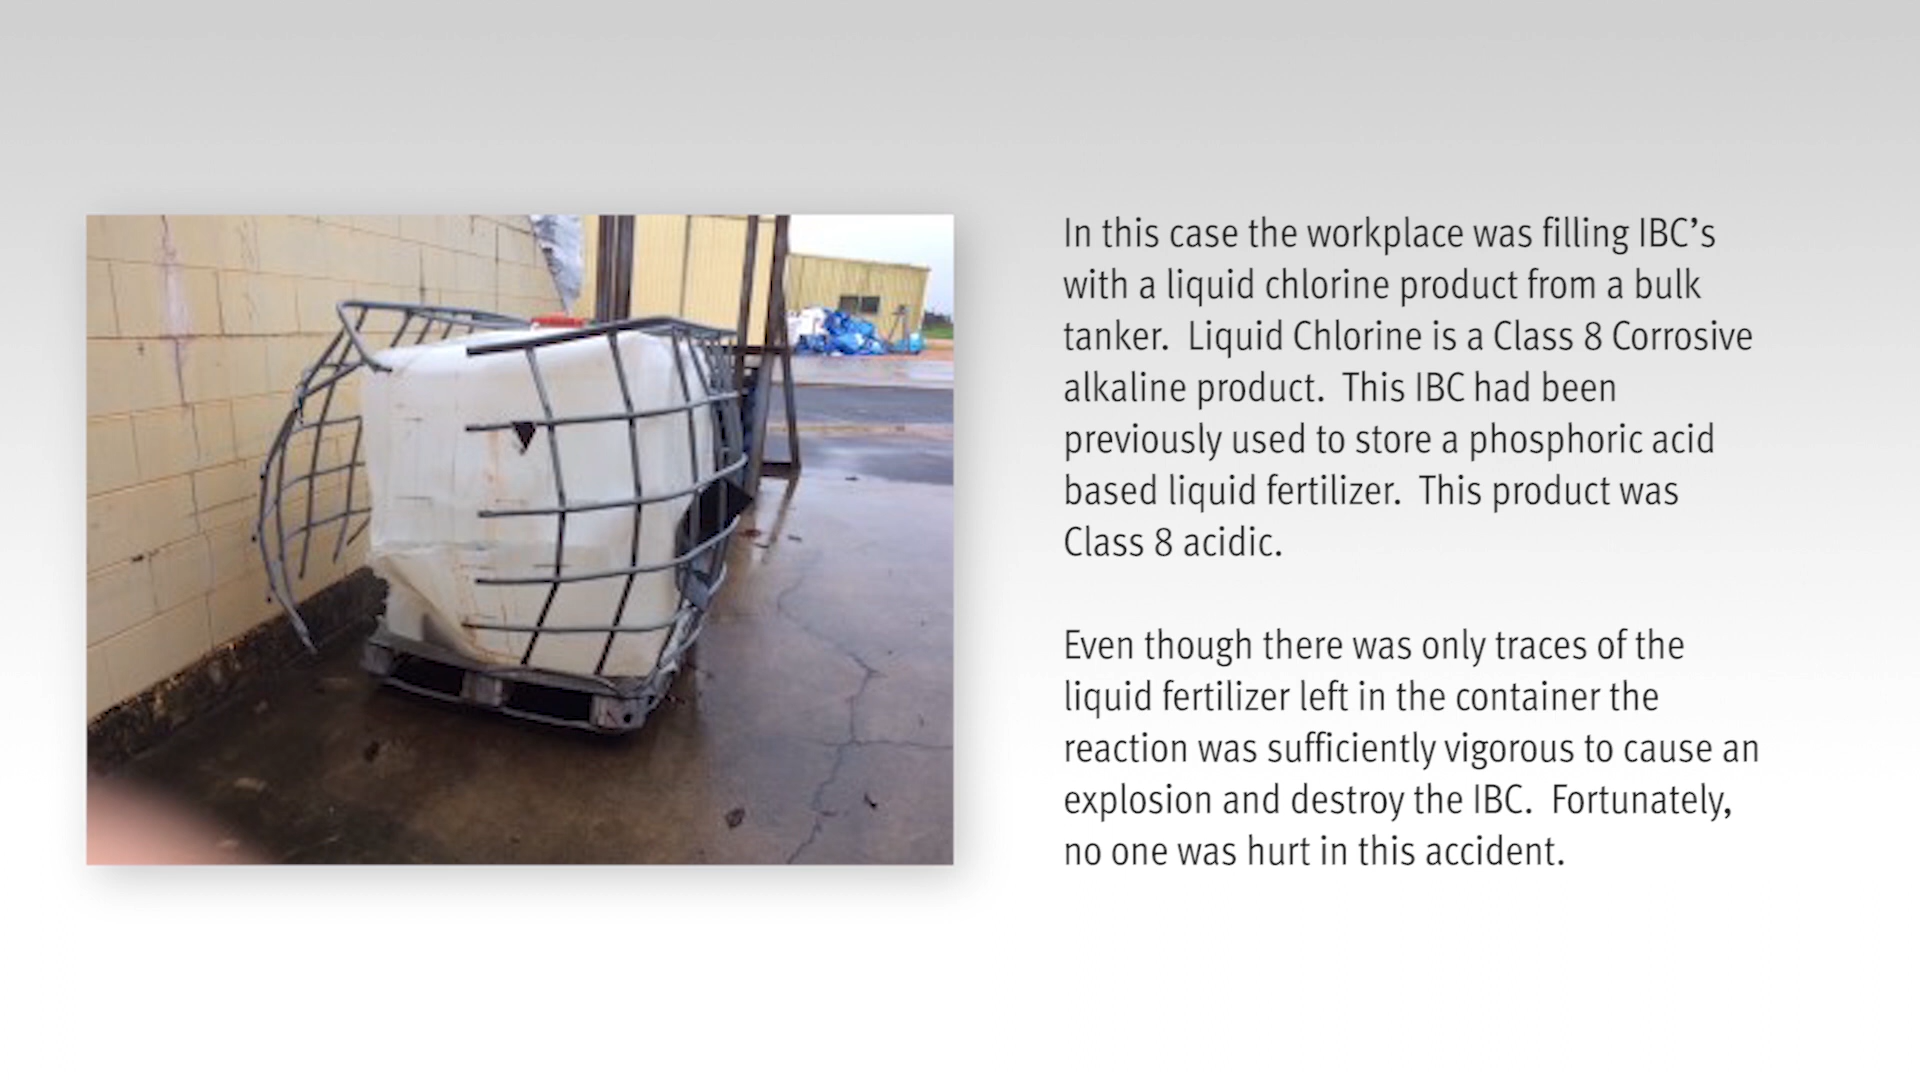 In this case the workplace was filling IBC’s
with a liquid chlorine product from a bulk
tanker.  Liquid Chlorine is a Class 8 Corrosive
alkaline product.  This IBC had been
previously used to store a phosphoric acid
based liquid fertilizer.  This product was
Class 8 acidic.
Even though there was only traces of the
liquid fertilizer left in the container the
reaction was sufficiently vigorous to cause an
explosion and destroy the IBC.  Fortunately,
no one was hurt in this accident.